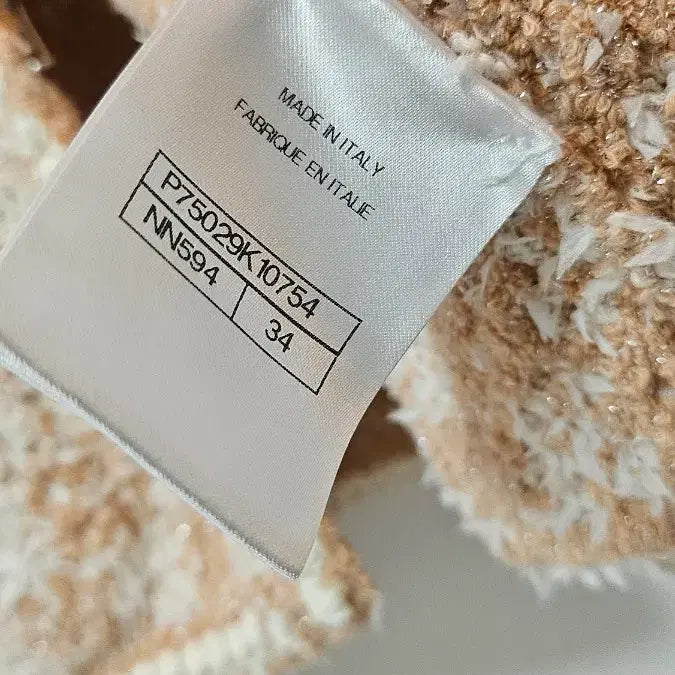 MADE IN ITALY
FABRIQUE EN ITALIE
P75029K10754
NN594 34